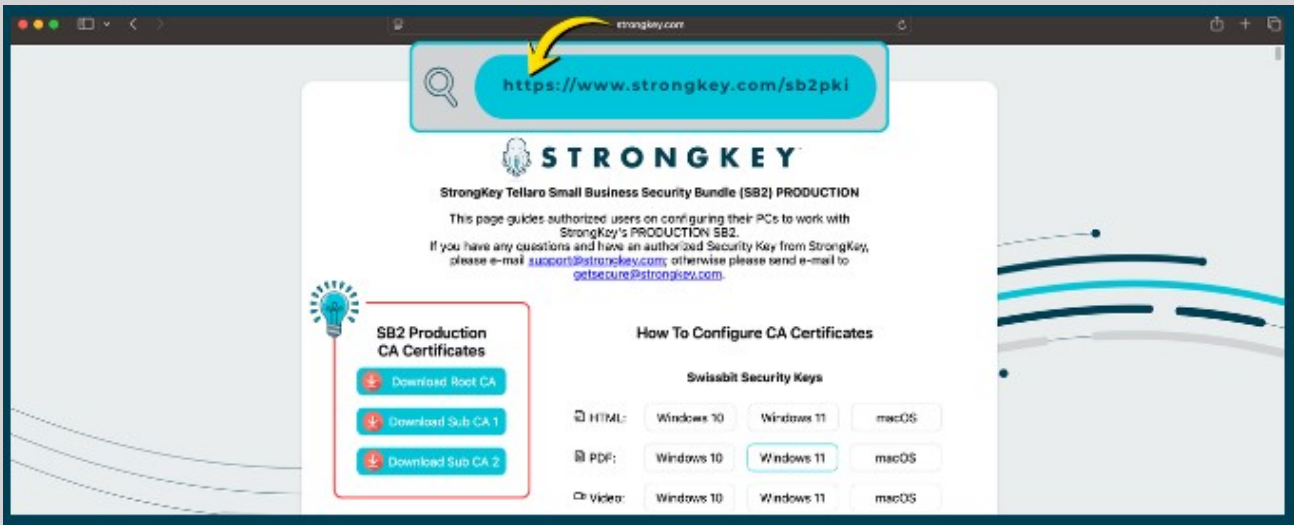 strongkey.com
https://www.strongkey.com/sb2pki
STRONGKEY
StrongKey Tellaro Small Business Security Bundle (SB2) PRODUCTION
This page guides authorized users on configuring their PCs to work with
StrongKey's PRODUCTION SB2.
If you have any questions and have an authorized Security Key from StrongKey,
please e-mail support@strongkey.com; otherwise please send e-mail to
getsecure@strongkey.com.
SB2 Production
CA Certificates
Download Root CA
Download Sub CA 1
Download Sub CA 2
How To Configure CA Certificates
Swissbit Security Keys
HTML: Windows 10 Windows 11 macOS
PDF: Windows 10 Windows 11 macOS
Video: Windows 10 Windows 11 macOS